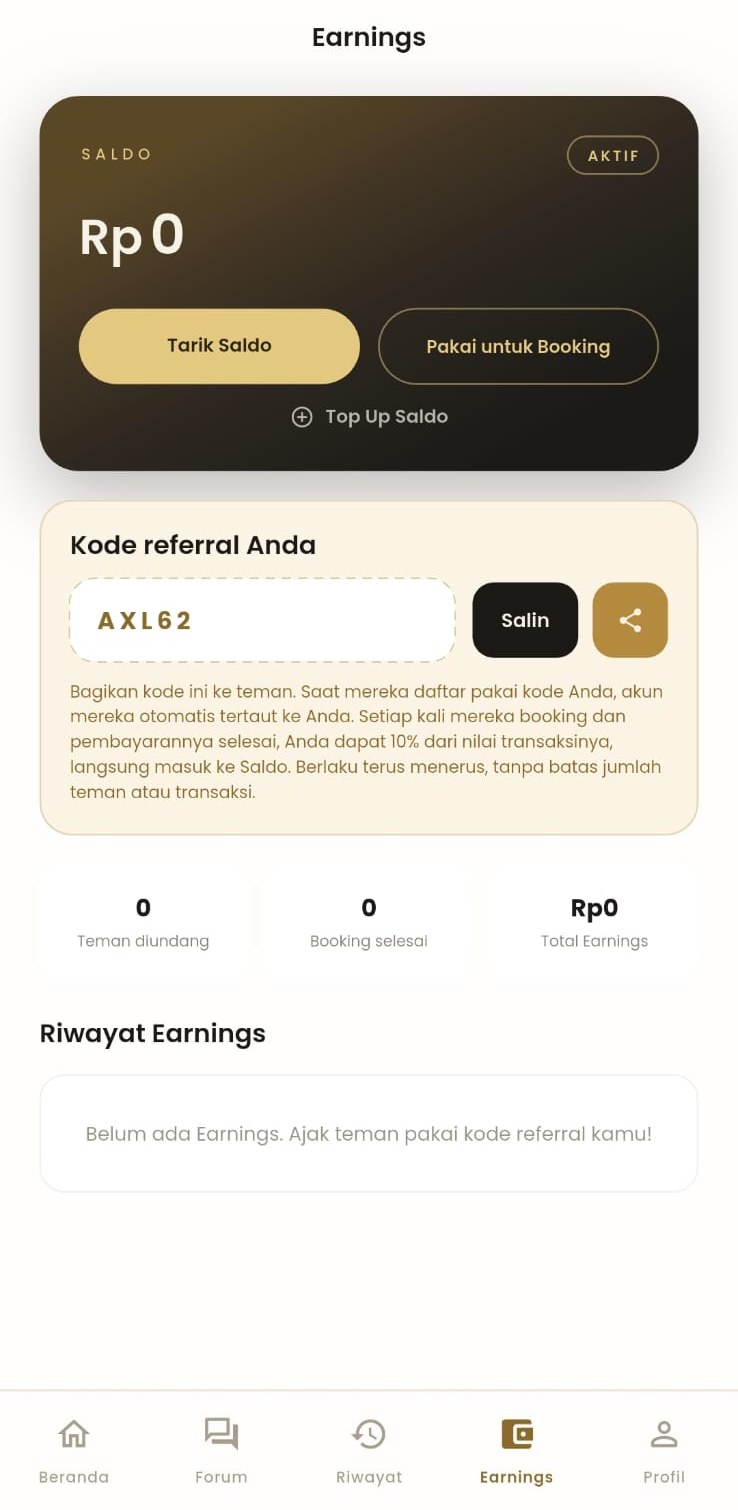 Earnings
SALDO
AKTIF
Rp 0
Tarik Saldo
Pakai untuk Booking
Top Up Saldo
Kode referral Anda
AXL62
Salin
Bagikan kode ini ke teman. Saat mereka daftar pakai kode Anda, akun
mereka otomatis tertaut ke Anda. Setiap kali mereka booking dan
pembayarannya selesai, Anda dapat 10% dari nilai transaksinya,
langsung masuk ke Saldo. Berlaku terus menerus, tanpa batas jumlah
teman atau transaksi.
0
Teman diundang
0
Booking selesai
Rp0
Total Earnings
Riwayat Earnings
Belum ada Earnings. Ajak teman pakai kode referral kamu!
Beranda
Forum
Riwayat
Earnings
Profil